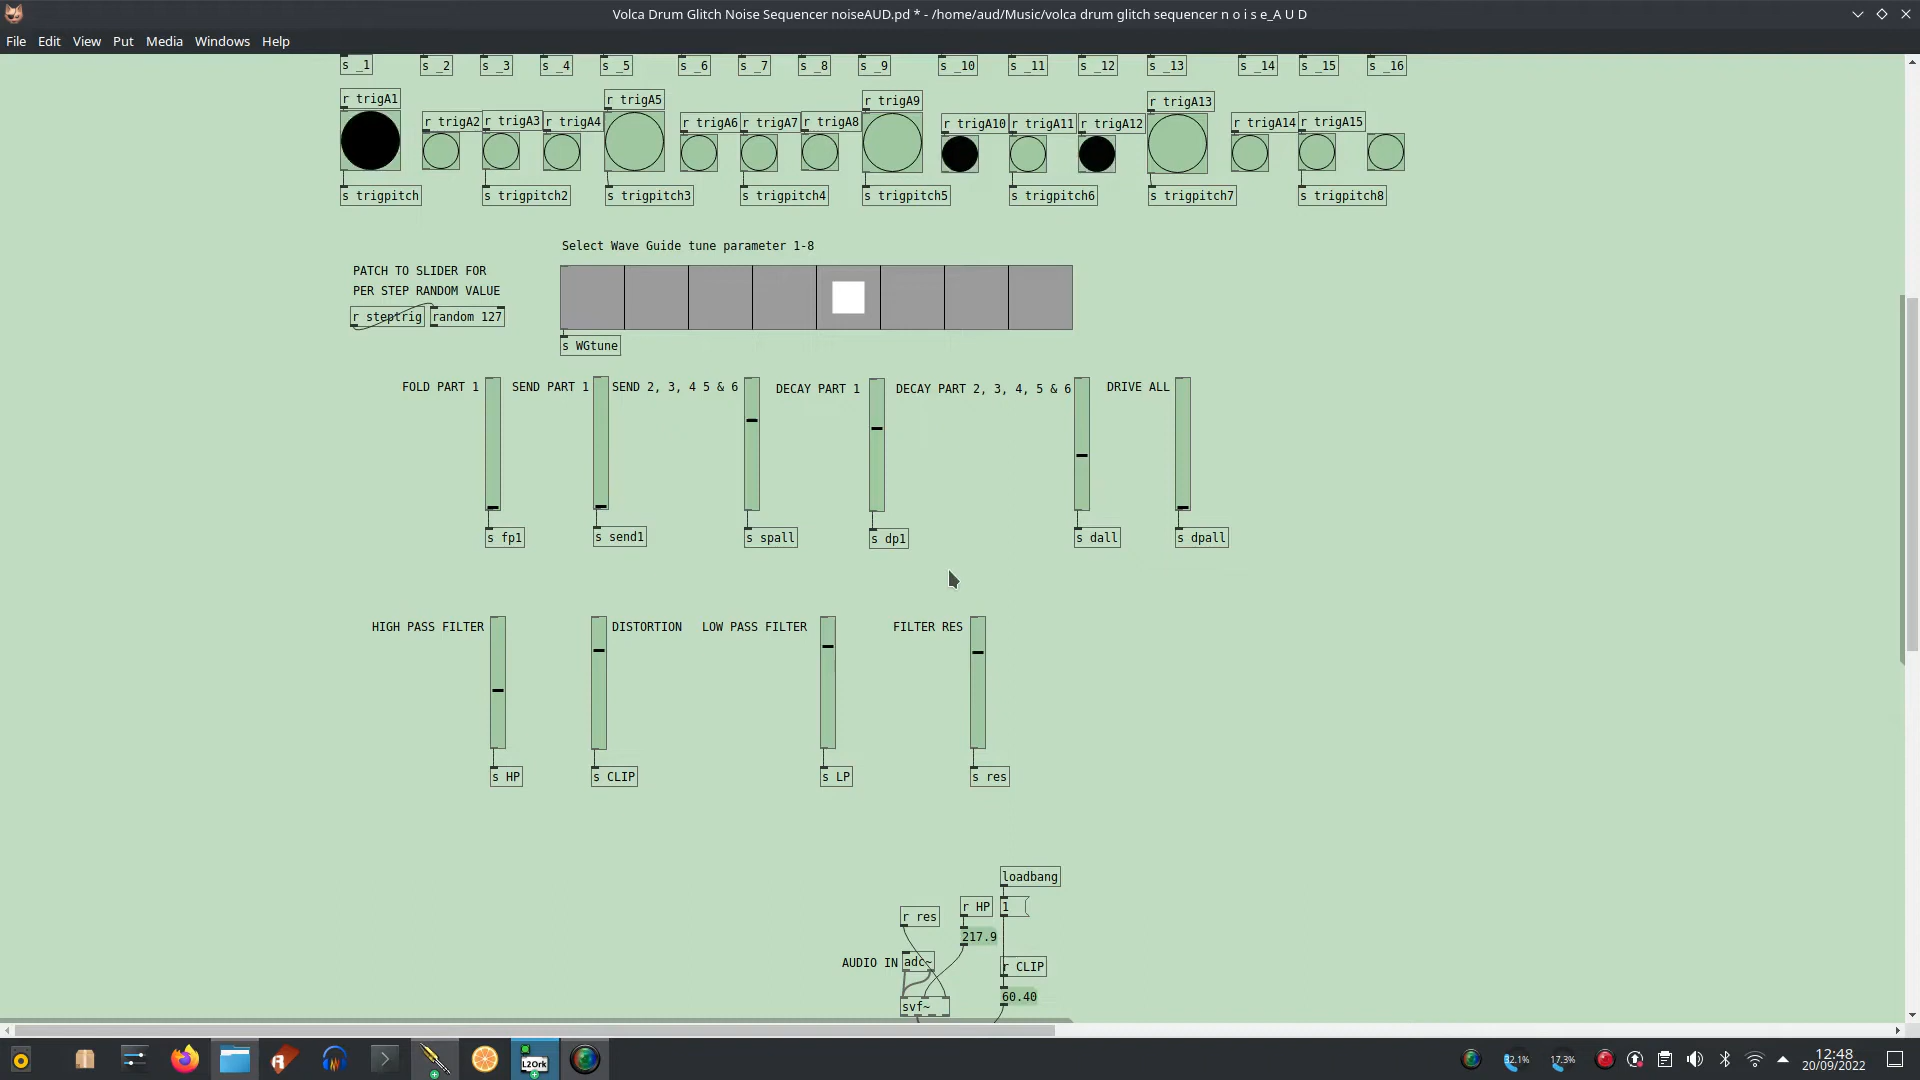 Volca Drum Glitch Noise Sequencer noiseAUD.pd * - /home/aud/Music/volca drum glitch sequencer n o i s e_A U D
File Edit View Put Media Windows Help
s _1 s _2 s _3 s _4 s _5 s _6 s _7 s _8 s _9 s _10 s _11 s _12 s _13 s _14 s _15 s _16
r trigA1 r trigA2 r trigA3 r trigA4 r trigA5 r trigA6 r trigA7 r trigA8 r trigA9 r trigA10 r trigA11 r trigA12 r trigA13 r trigA14 r trigA15
s trigpitch s trigpitch2 s trigpitch3 s trigpitch4 s trigpitch5 s trigpitch6 s trigpitch7 s trigpitch8
Select Wave Guide tune parameter 1-8
PATCH TO SLIDER FOR
PER STEP RANDOM VALUE
r steptrig random 127
s WGtune
FOLD PART 1 SEND PART 1 SEND 2, 3, 4 5 & 6 DECAY PART 1 DECAY PART 2, 3, 4, 5 & 6 DRIVE ALL
s fp1 s send1 s spall s dp1 s dall s dpall
HIGH PASS FILTER DISTORTION LOW PASS FILTER FILTER RES
s HP s CLIP s LP s res
loadbang
r res r HP 1
217.9
AUDIO IN adc~ r CLIP
svf~ 60.40
L2Ork
32.1% 17.3% 12:48
20/09/2022